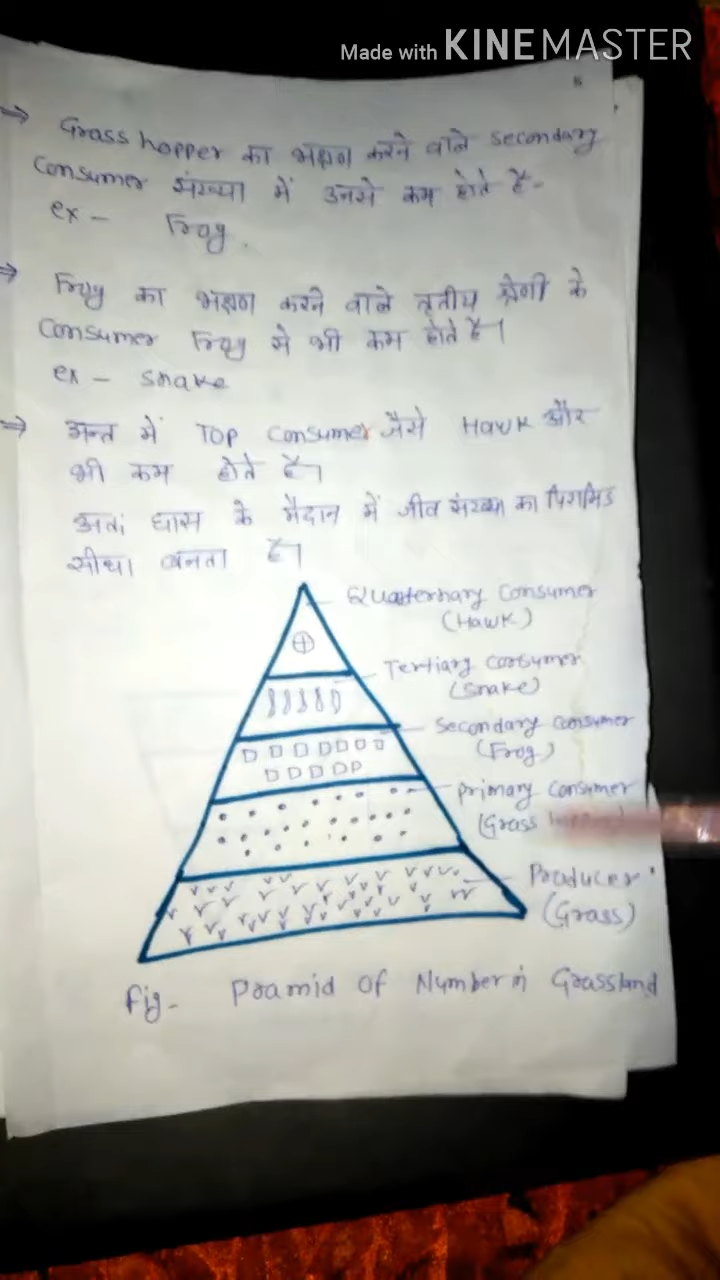 Made with KINEMASTER
⇒ Grass hopper का भक्षण करने वाले secondary
Consumer संख्या में उनसे कम होते है-
ex - Frog.
⇒ Frog का भक्षण करने वाले तृतीय श्रेणी के
Consumer Frog से भी कम होते है।
ex - snake
⇒ अन्त में TOP Consumer जैसे Hawk और
भी कम होते है।
अतः घास के मैदान में जीव संख्या का पिरामिड
सीधा बनता है।
Quaternary Consumer
(Hawk)
Tertiary consumer
(Snake)
Secondary consumer
(Frog)
Primary consumer
(Grass
Producer
(Grass)
fig- Pramid Of Number in Grassland